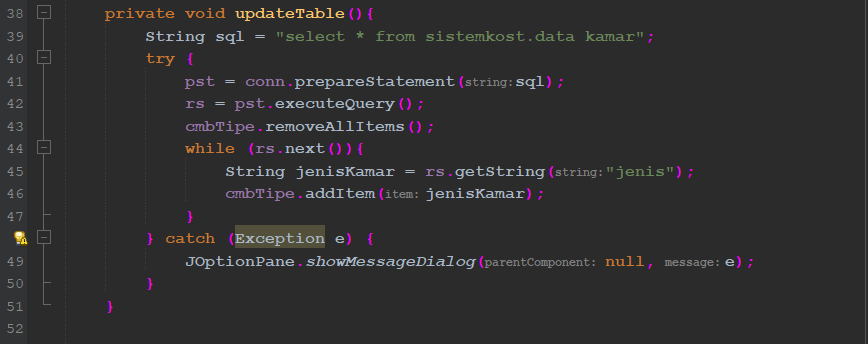 38 private void updateTable(){
39 String sql = "select * from sistemkost.data kamar";
40 try {
41 pst = conn.prepareStatement(string: sql);
42 rs = pst.executeQuery();
43 cmbTipe.removeAllItems();
44 while (rs.next()){
45 String jenisKamar = rs.getString(string: "jenis");
46 cmbTipe.addItem(item: jenisKamar);
47 }
} catch (Exception e) {
49 JOptionPane.showMessageDialog(parentComponent: null, message: e);
50 }
51 }
52